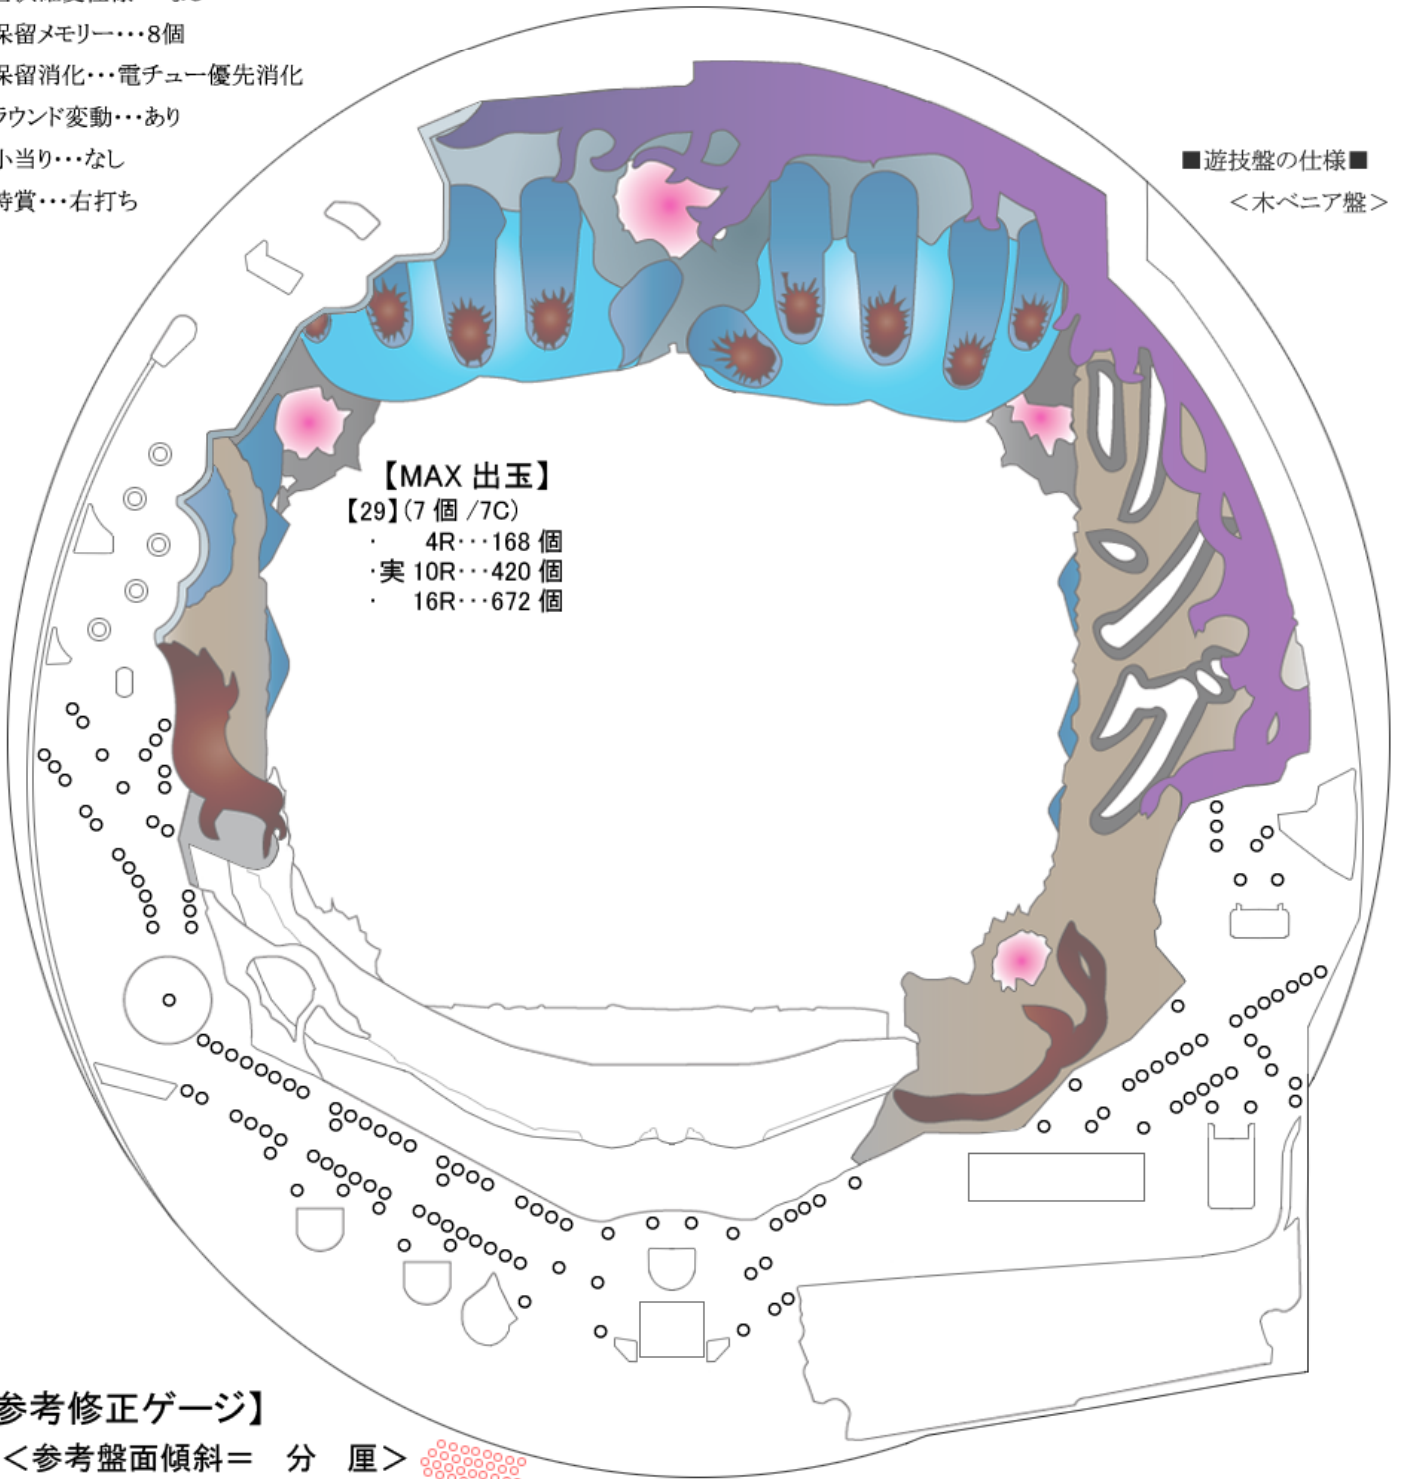 保留メモリー･･･8個
保留消化･･･電チュー優先消化
ラウンド変動･･･あり
小当り･･･なし
特賞･･･右打ち
■遊技盤の仕様■
＜木ベニア盤＞
【MAX 出玉】
【29】(7 個 /7C)
・ 4R･･･168 個
・実 10R･･･420 個
・ 16R･･･672 個
リング
参考修正ゲージ】
＜参考盤面傾斜＝ 分 厘＞